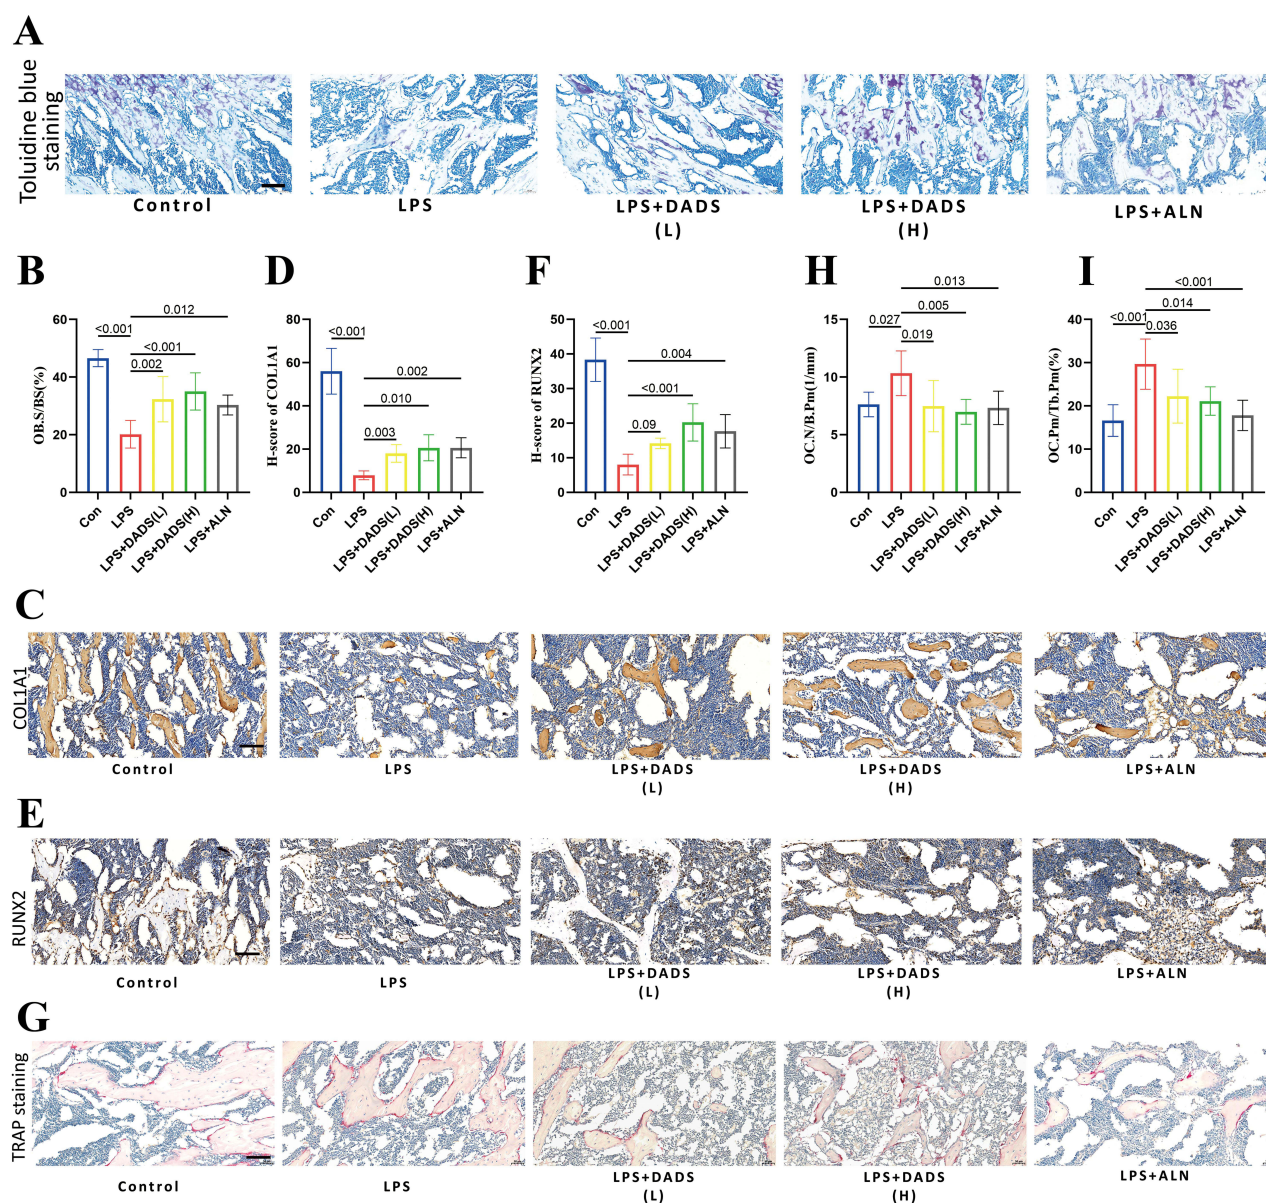 A
Toluidine blue
staining
Control
LPS
LPS+DADS
(L)
LPS+DADS
(H)
LPS+ALN
B
OB.S/BS(%)
60
40
20
0
<0.001
0.002
<0.001
0.012
Con
LPS
LPS+DADS(L)
LPS+DADS(H)
LPS+ALN
D
H-score of COL1A1
80
60
40
20
0
<0.001
0.003
0.010
0.002
Con
LPS
LPS+DADS(L)
LPS+DADS(H)
LPS+ALN
F
H-score of RUNX2
50
40
30
20
10
0
<0.001
0.09
<0.001
0.004
Con
LPS
LPS+DADS(L)
LPS+DADS(H)
LPS+ALN
H
OC.N/B.Pm(1/mm)
15
10
5
0
0.027
0.019
0.005
0.013
Con
LPS
LPS+DADS(L)
LPS+DADS(H)
LPS+ALN
I
OC.Pm/Tb.Pm(%)
40
30
20
10
0
<0.001
0.036
0.014
<0.001
Con
LPS
LPS+DADS(L)
LPS+DADS(H)
LPS+ALN
C
COL1A1
Control
LPS
LPS+DADS
(L)
LPS+DADS
(H)
LPS+ALN
E
RUNX2
Control
LPS
LPS+DADS
(L)
LPS+DADS
(H)
LPS+ALN
G
TRAP staining
Control
LPS
LPS+DADS
(L)
LPS+DADS
(H)
LPS+ALN